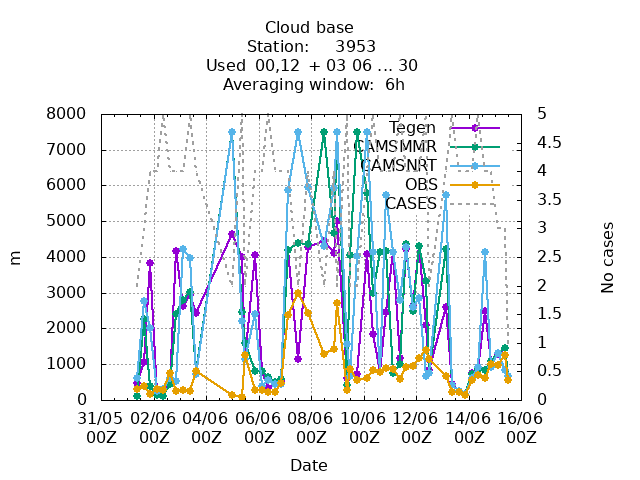 Cloud base
Station: 3953
Used 00,12 + 03 06 ... 30
Averaging window: 6h
8000
7000
6000
5000
4000
3000
2000
1000
0
m
5
4.5
4
3.5
3
2.5
2
1.5
1
0.5
0
No cases
Tegen
CAMSMMR
CAMSNRT
OBS
CASES
31/05 02/06 04/06 06/06 08/06 10/06 12/06 14/06 16/06
00Z 00Z 00Z 00Z 00Z 00Z 00Z 00Z 00Z
Date